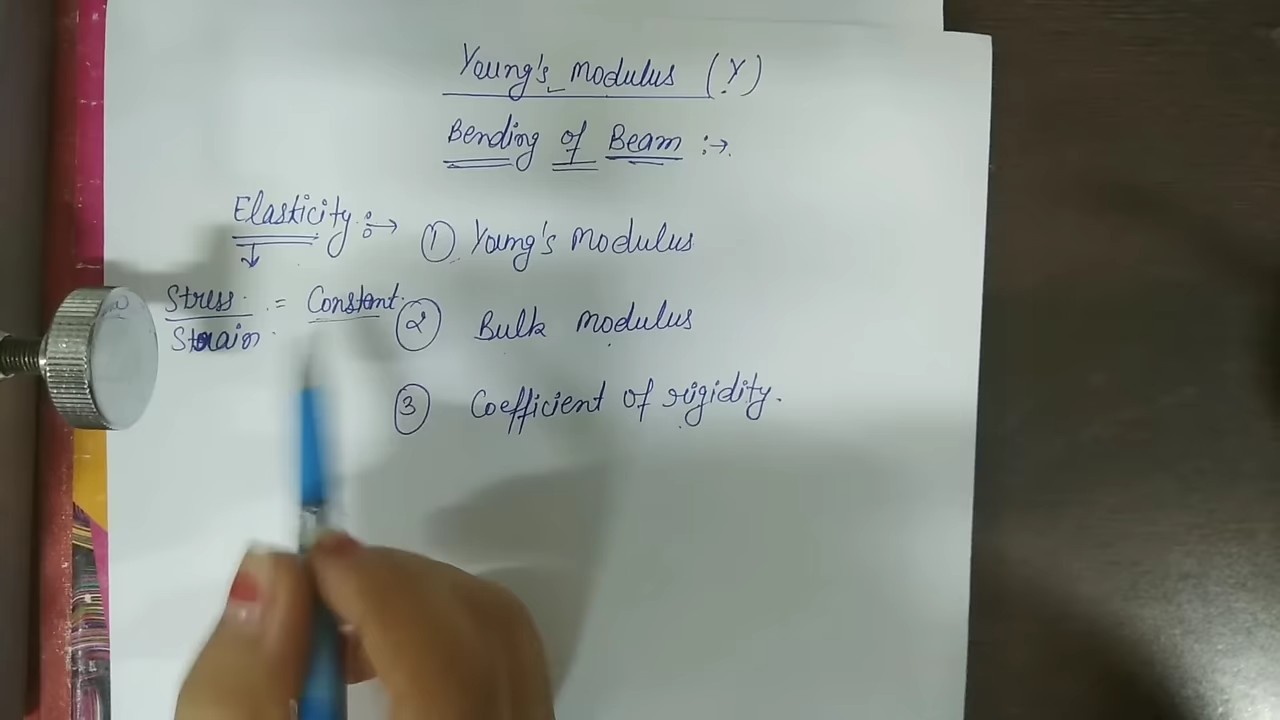 Young's modulus (Y)
Bending of Beam :→
Elasticity :→ ① Young's modulus
Stress / Strain = Constant
② Bulk modulus
③ Coefficient of rigidity.